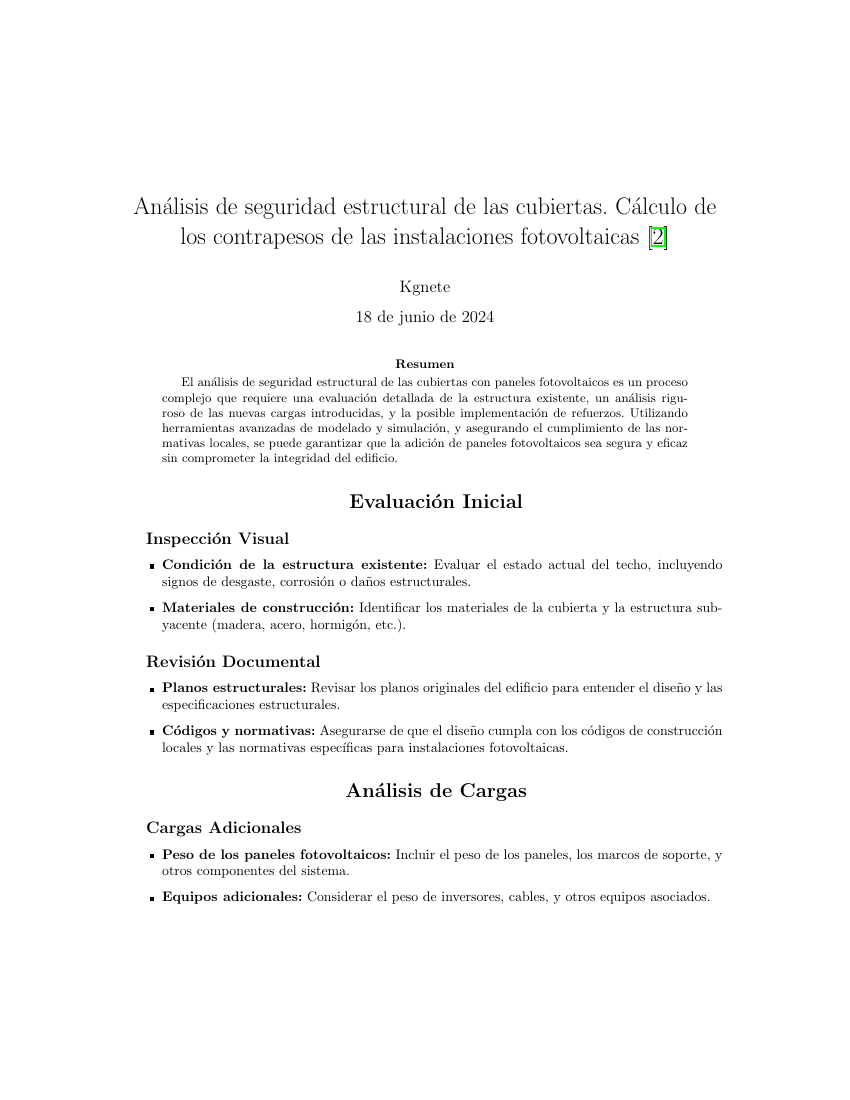 Análisis de seguridad estructural de las cubiertas. Cálculo de
los contrapesos de las instalaciones fotovoltaicas [2]
Kgnete
18 de junio de 2024
Resumen
El análisis de seguridad estructural de las cubiertas con paneles fotovoltaicos es un proceso
complejo que requiere una evaluación detallada de la estructura existente, un análisis rigu-
roso de las nuevas cargas introducidas, y la posible implementación de refuerzos. Utilizando
herramientas avanzadas de modelado y simulación, y asegurando el cumplimiento de las nor-
mativas locales, se puede garantizar que la adición de paneles fotovoltaicos sea segura y eficaz
sin comprometer la integridad del edificio.
Evaluación Inicial
Inspección Visual
▪ Condición de la estructura existente: Evaluar el estado actual del techo, incluyendo
signos de desgaste, corrosión o daños estructurales.
▪ Materiales de construcción: Identificar los materiales de la cubierta y la estructura sub-
yacente (madera, acero, hormigón, etc.).
Revisión Documental
▪ Planos estructurales: Revisar los planos originales del edificio para entender el diseño y las
especificaciones estructurales.
▪ Códigos y normativas: Asegurarse de que el diseño cumpla con los códigos de construcción
locales y las normativas específicas para instalaciones fotovoltaicas.
Análisis de Cargas
Cargas Adicionales
▪ Peso de los paneles fotovoltaicos: Incluir el peso de los paneles, los marcos de soporte, y
otros componentes del sistema.
▪ Equipos adicionales: Considerar el peso de inversores, cables, y otros equipos asociados.